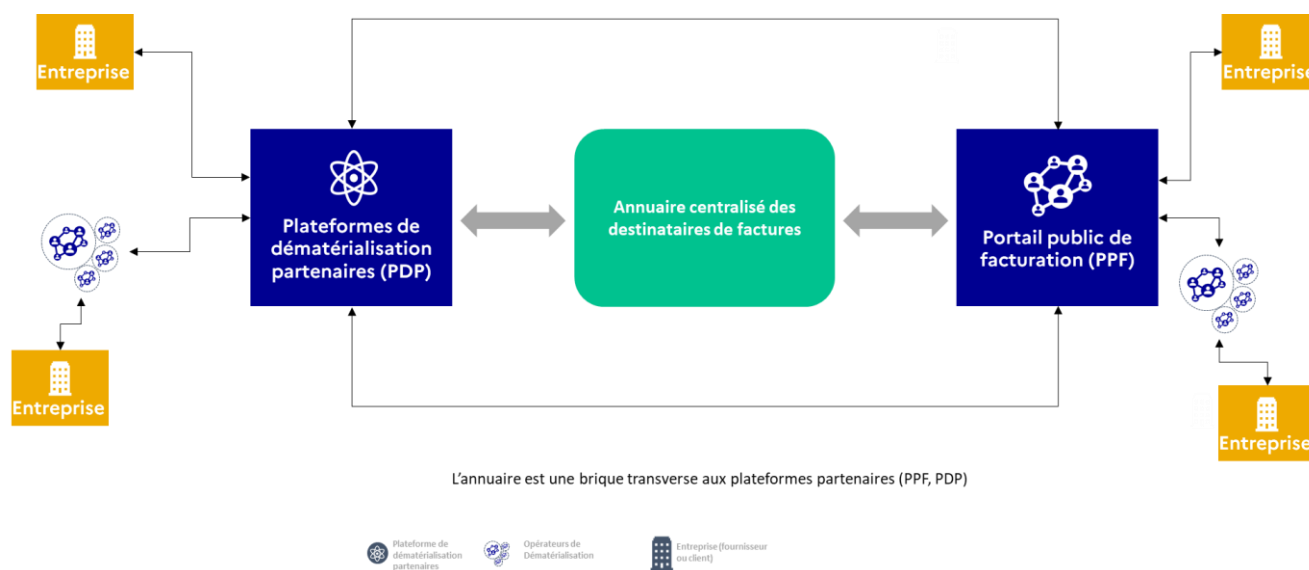 Entreprise
Entreprise
Plateformes de
dématérialisation
partenaires (PDP)
Annuaire centralisé des
destinataires de factures
Portail public de
facturation (PPF)
Entreprise
Entreprise
L'annuaire est une brique transverse aux plateformes partenaires (PPF, PDP)
Plateforme de
dématérialisation
partenaires
Opérateurs de
Dématérialisation
Entreprise (fournisseur
ou client)